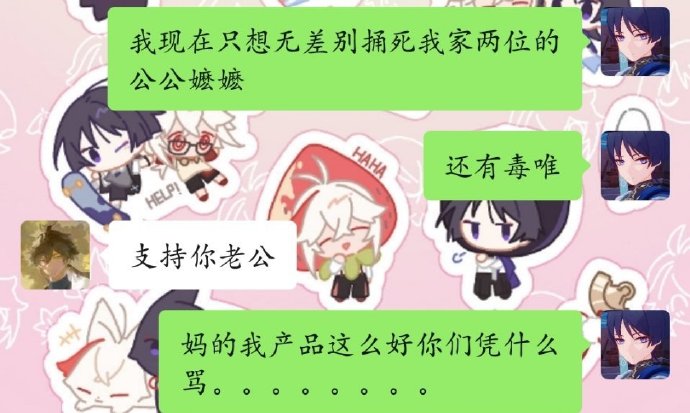 我现在只想无差别捅死我家两位的
公公嬷嬷
还有毒唯
HELP!
HAHA
支持你老公
妈的我产品这么好你们凭什么
骂。。。。。。。。